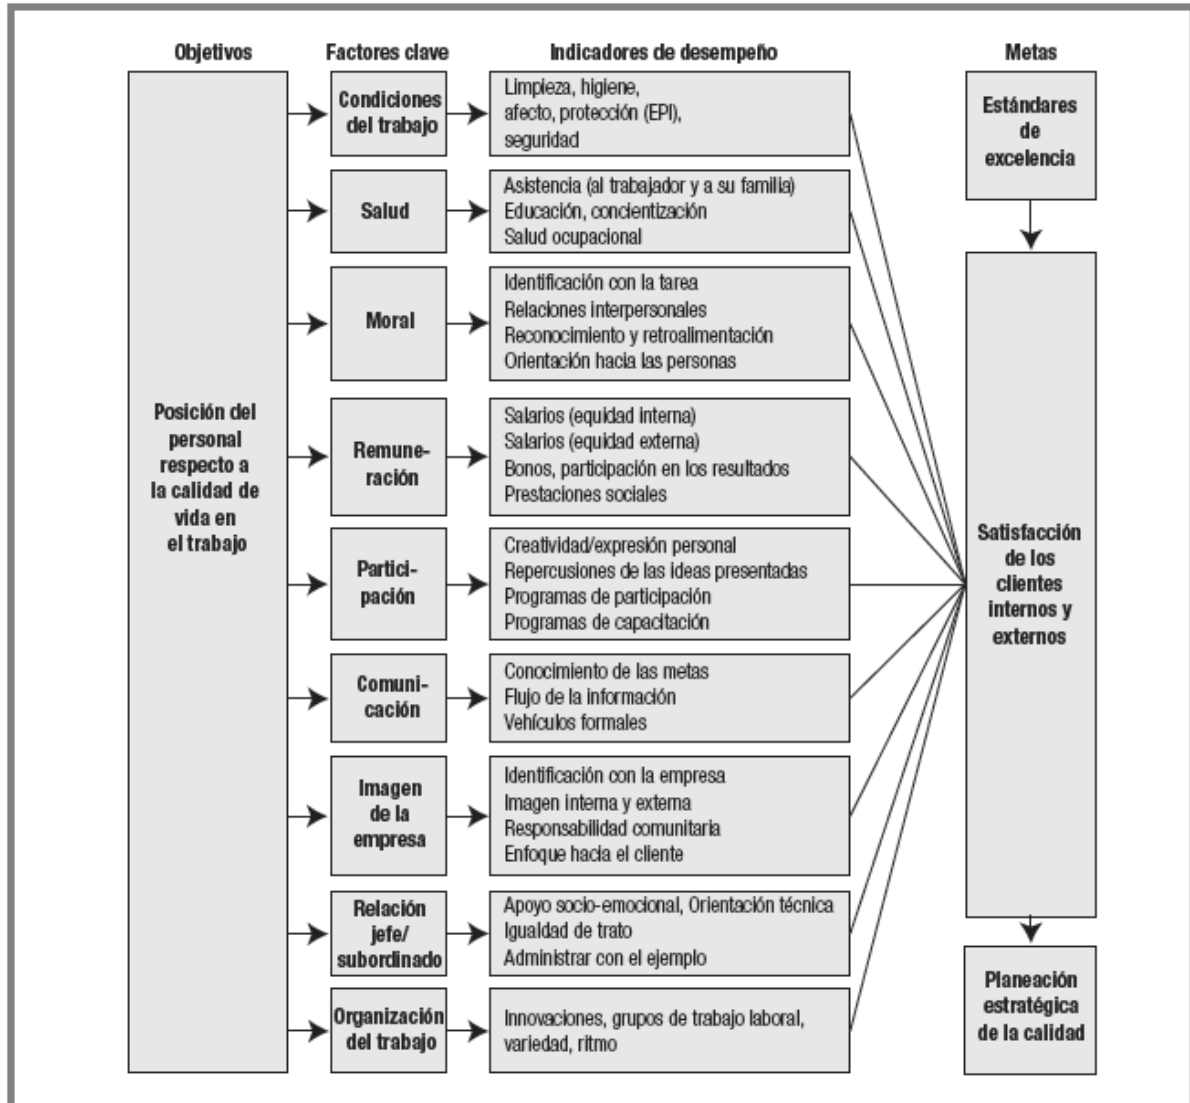 Objetivos
Factores clave
Indicadores de desempeño
Metas
Posición del
personal
respecto a
la calidad de
vida en
el trabajo
Condiciones
del trabajo
Limpieza, higiene,
afecto, protección (EPI),
seguridad
Salud
Asistencia (al trabajador y a su familia)
Educación, concientización
Salud ocupacional
Moral
Identificación con la tarea
Relaciones interpersonales
Reconocimiento y retroalimentación
Orientación hacia las personas
Remune-
ración
Salarios (equidad interna)
Salarios (equidad externa)
Bonos, participación en los resultados
Prestaciones sociales
Partici-
pación
Creatividad/expresión personal
Repercusiones de las ideas presentadas
Programas de participación
Programas de capacitación
Comuni-
cación
Conocimiento de las metas
Flujo de la información
Vehículos formales
Imagen
de la
empresa
Identificación con la empresa
Imagen interna y externa
Responsabilidad comunitaria
Enfoque hacia el cliente
Relación
jefe/
subordinado
Apoyo socio-emocional, Orientación técnica
Igualdad de trato
Administrar con el ejemplo
Organización
del trabajo
Innovaciones, grupos de trabajo laboral,
variedad, ritmo
Estándares
de
excelencia
Satisfacción
de los
clientes
internos y
externos
Planeación
estratégica
de la calidad